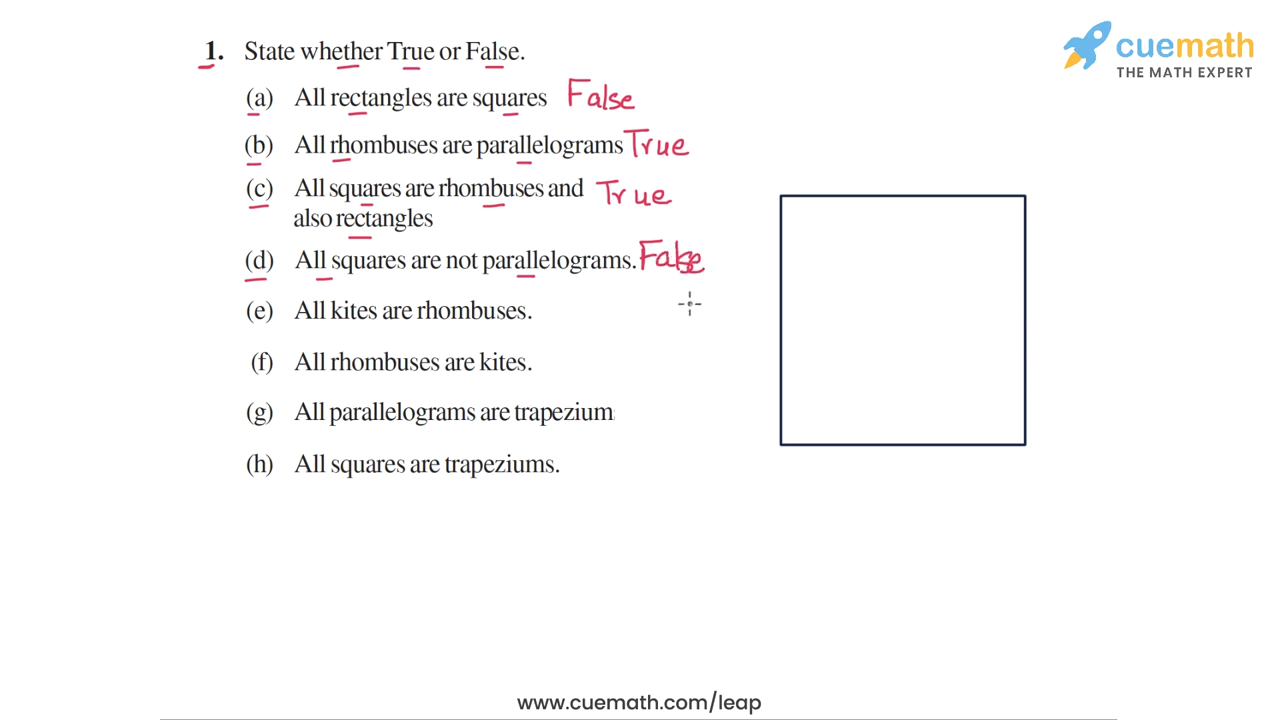 cuemath
THE MATH EXPERT
1. State whether True or False.
(a) All rectangles are squares False
(b) All rhombuses are parallelograms True
(c) All squares are rhombuses and True
also rectangles
(d) All squares are not parallelograms. False
(e) All kites are rhombuses.
(f) All rhombuses are kites.
(g) All parallelograms are trapezium
(h) All squares are trapeziums.
www.cuemath.com/leap